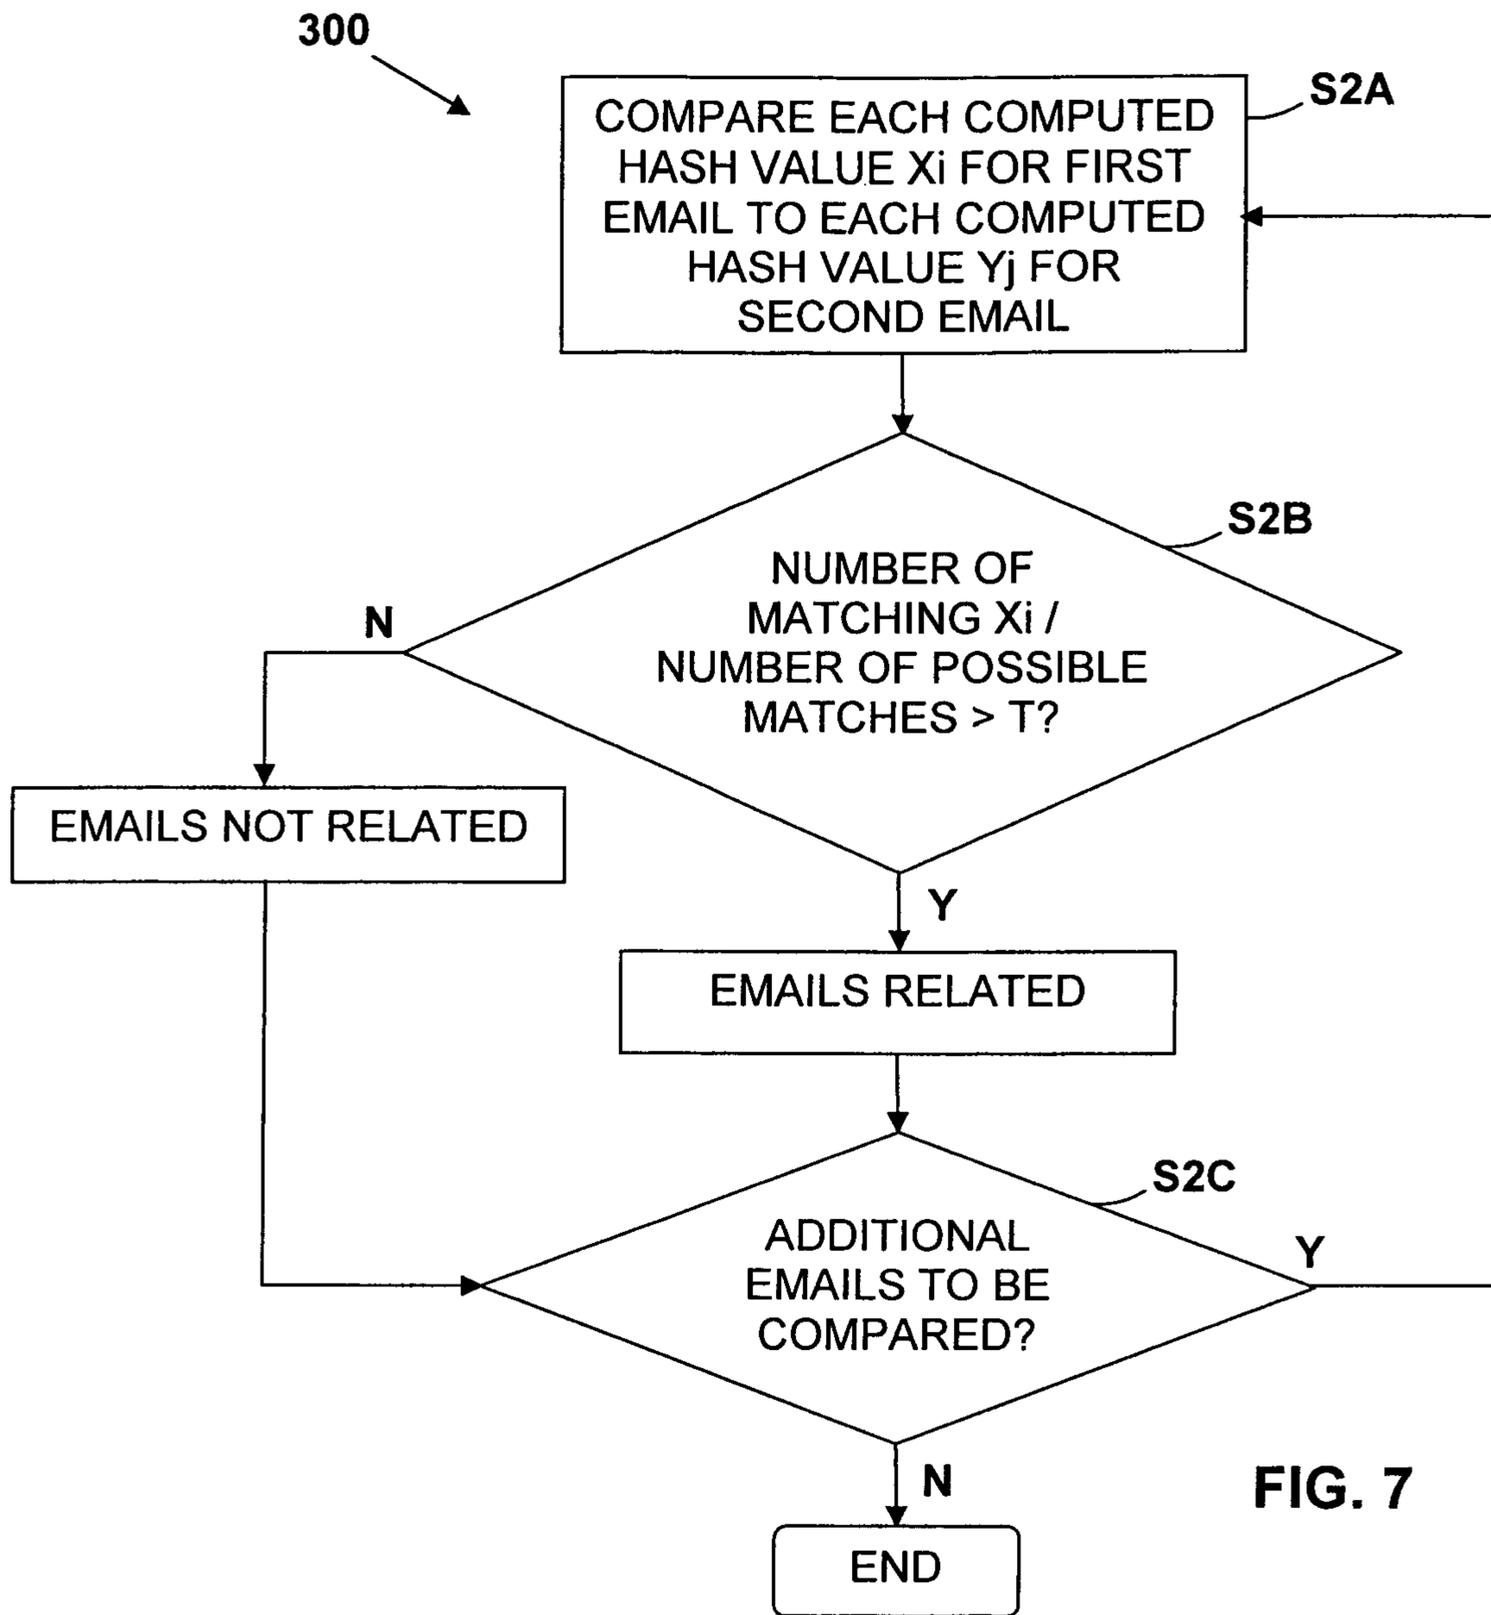 300
S2A
COMPARE EACH COMPUTED
HASH VALUE Xi FOR FIRST
EMAIL TO EACH COMPUTED
HASH VALUE Yj FOR
SECOND EMAIL
S2B
NUMBER OF
MATCHING Xi /
NUMBER OF POSSIBLE
MATCHES > T?
N
EMAILS NOT RELATED
Y
EMAILS RELATED
S2C
ADDITIONAL
EMAILS TO BE
COMPARED?
Y
N
FIG. 7
END